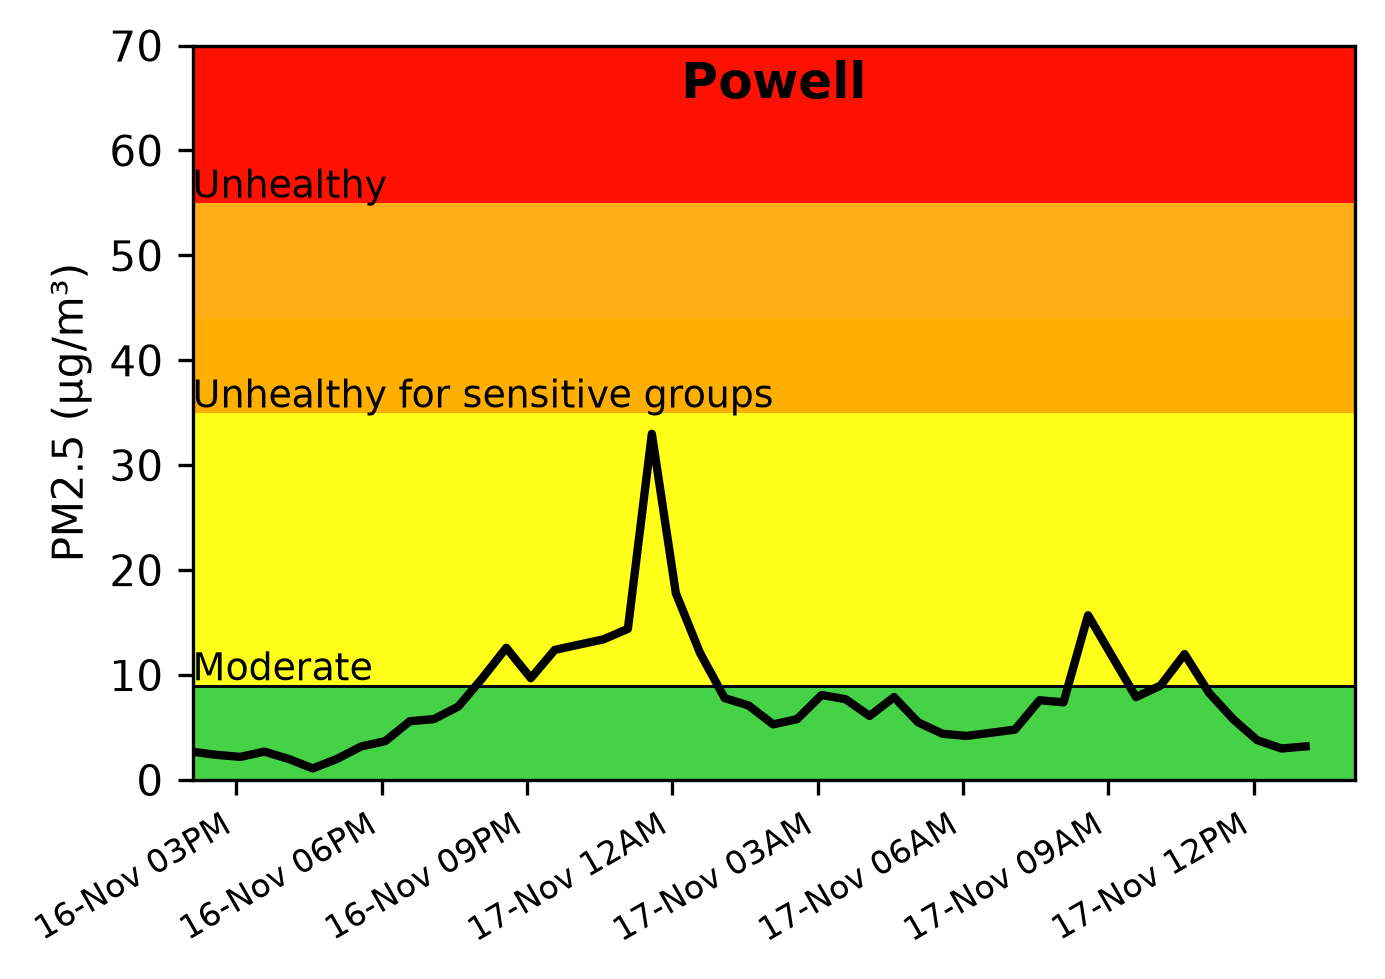 Powell
70
60
50
40
30
20
10
0
PM2.5 (µg/m³)
Unhealthy
Unhealthy for sensitive groups
Moderate
16-Nov 03PM
16-Nov 06PM
16-Nov 09PM
17-Nov 12AM
17-Nov 03AM
17-Nov 06AM
17-Nov 09AM
17-Nov 12PM